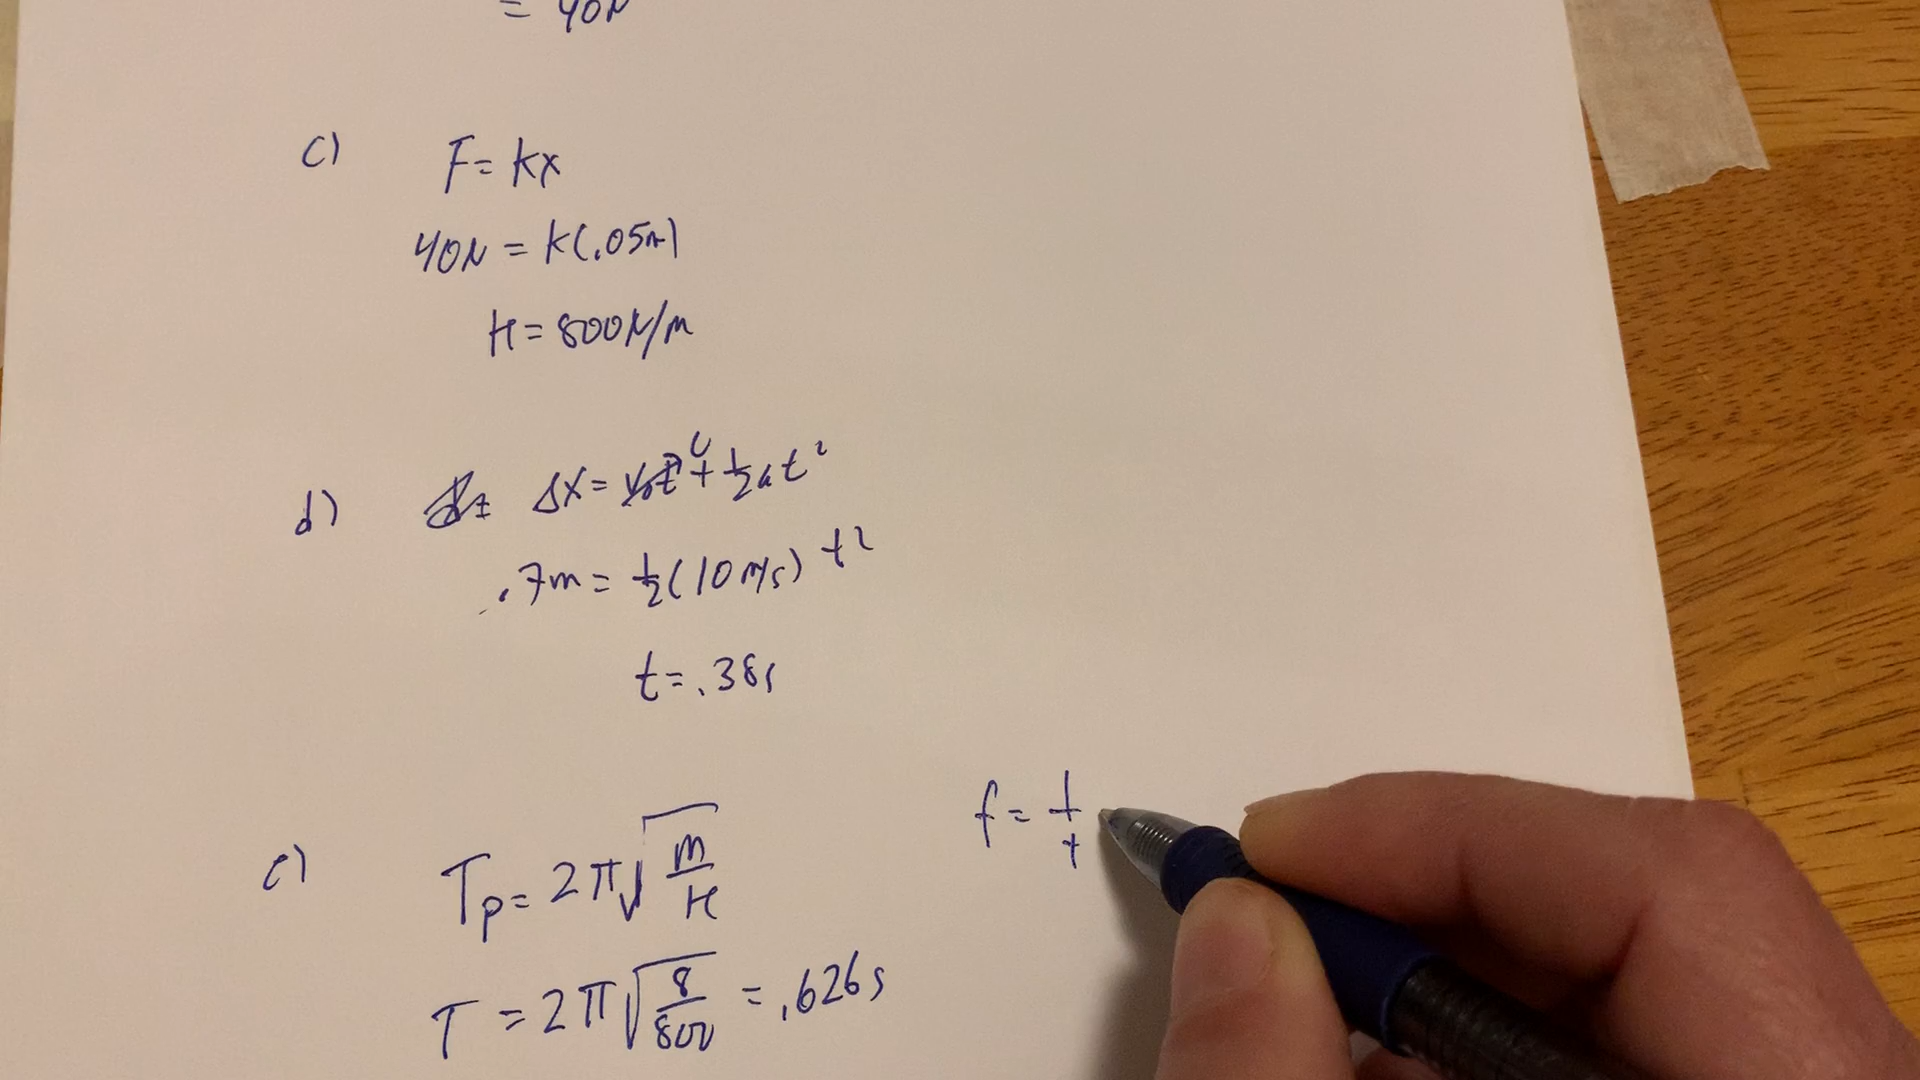 = 40N
c) F = kx
40N = k(.05m)
k = 800N/m
d) Δx = v₀t⁰ + ½at²
.7m = ½(10m/s) t²
t = .38s
e) Tp = 2π√(m/k)
f = 1/t
T = 2π√(8/800) = .626s